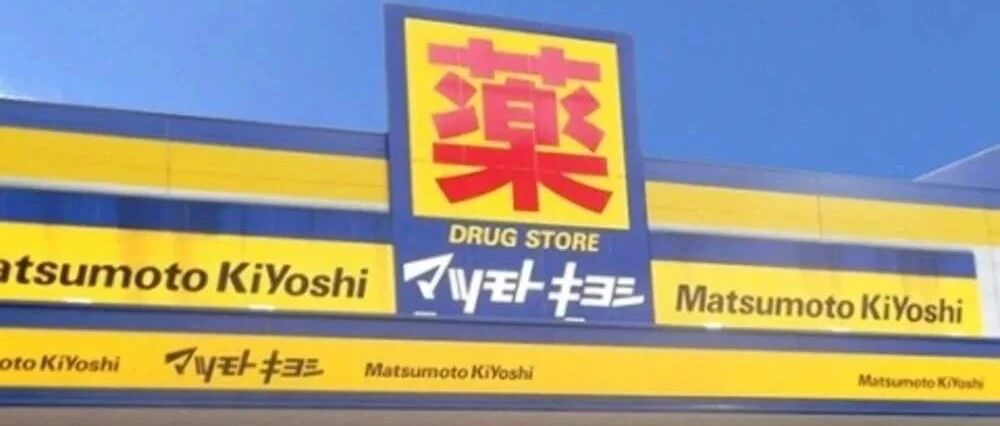 薬
DRUG STORE
マツモトキヨシ
atsumoto KiYoshi
Matsumoto KiYoshi
oto KiYoshi マツモトキヨシ Matsumoto KiYoshi Matsumoto KiYoshi